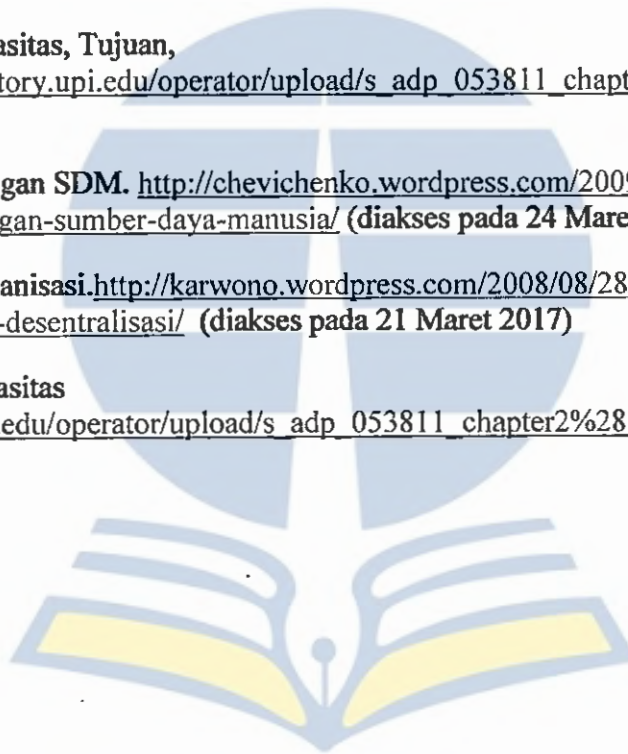 asitas, Tujuan,
tory.upi.edu/operator/upload/s_adp_053811_chapt
gan SDM. http://chevichenko.wordpress.com/2009
gan-sumber-daya-manusia/ (diakses pada 24 Mare
anisasi.http://karwono.wordpress.com/2008/08/28
-desentralisasi/ (diakses pada 21 Maret 2017)
asitas
.edu/operator/upload/s_adp_053811_chapter2%28